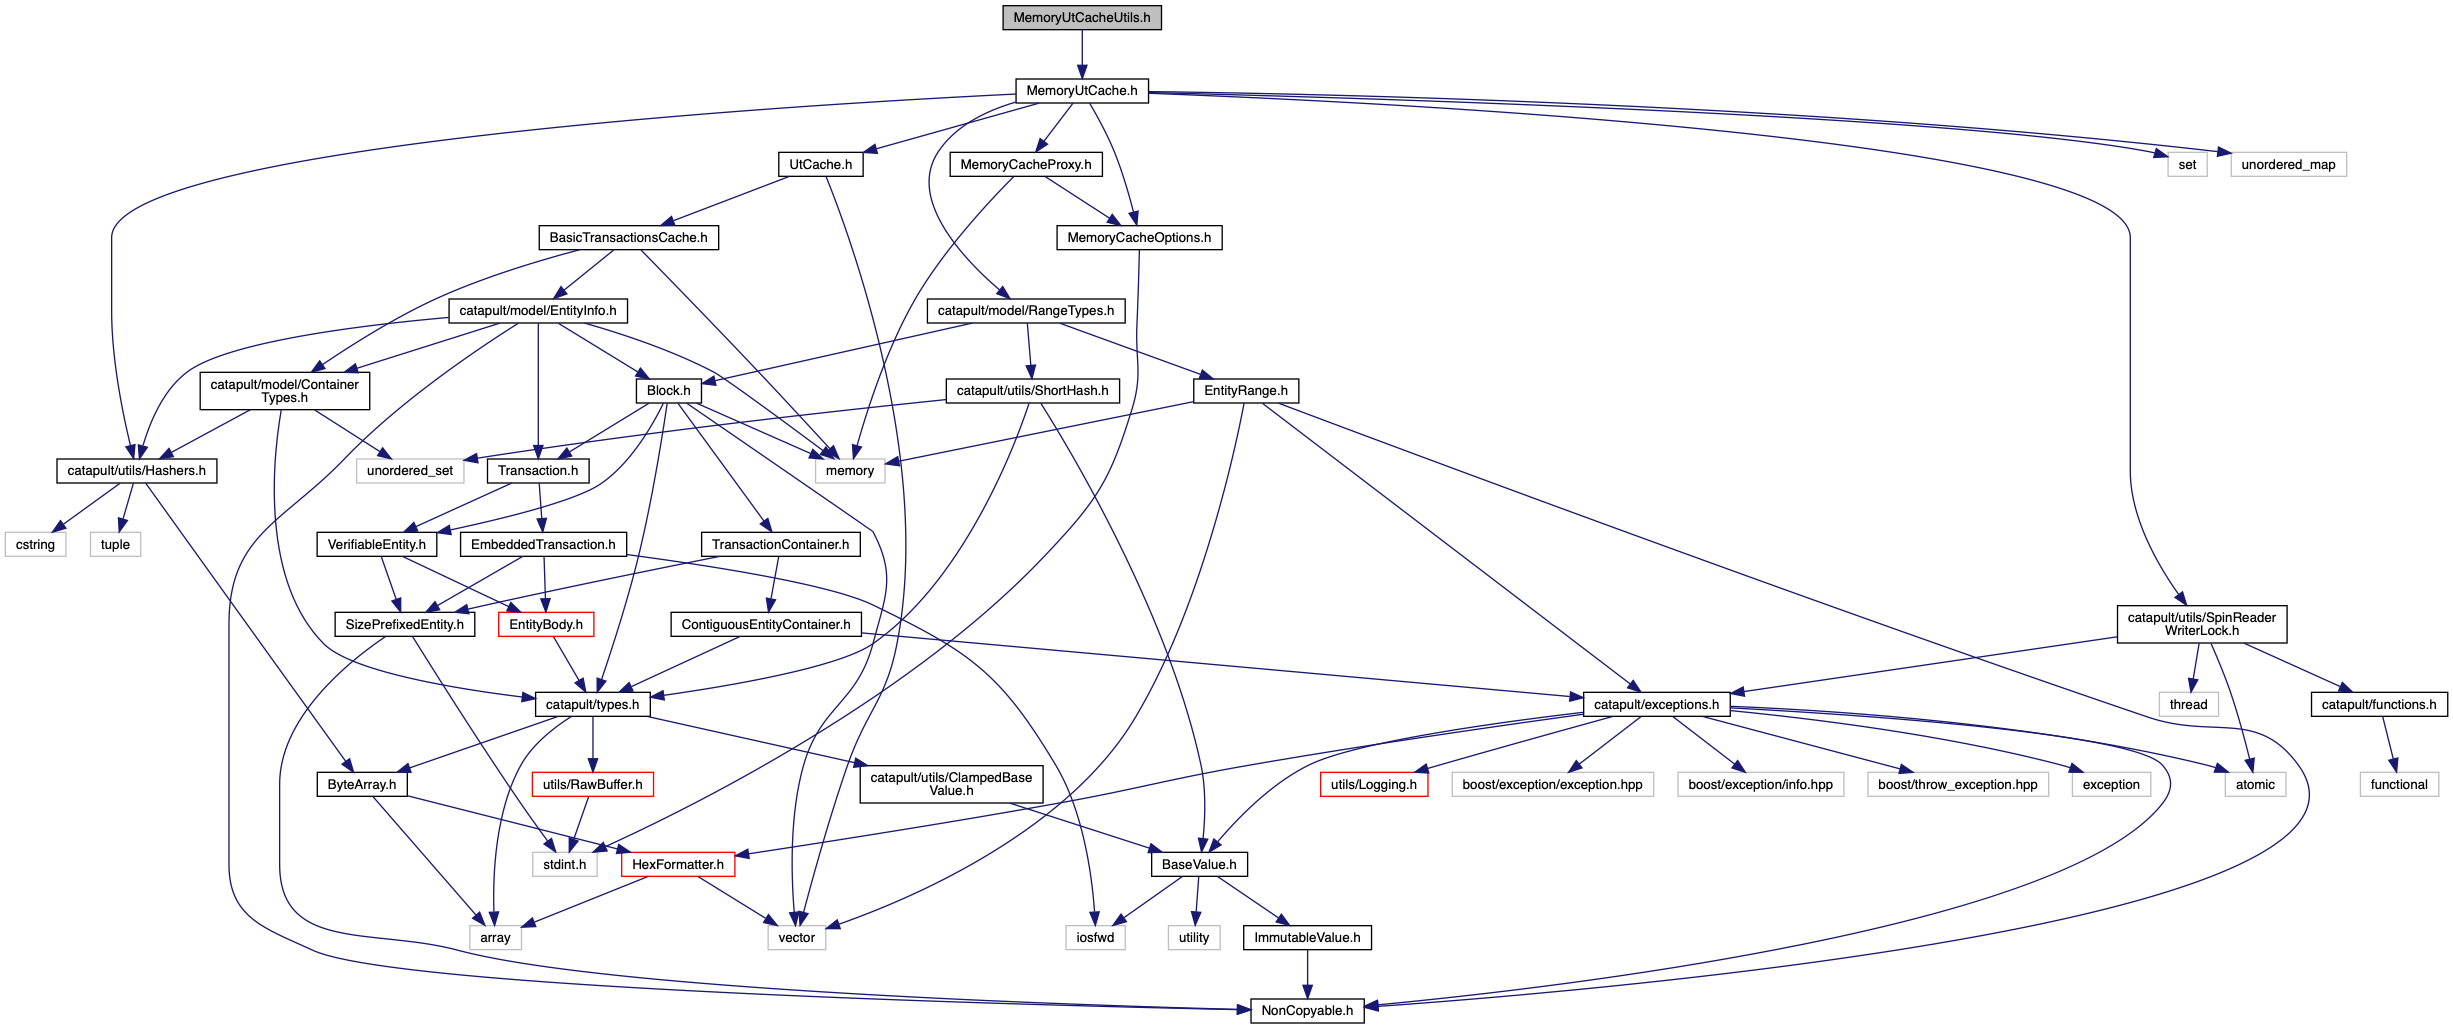 MemoryUtCacheUtils.h
MemoryUtCache.h
UtCache.h
MemoryCacheProxy.h
set
unordered_map
BasicTransactionsCache.h
MemoryCacheOptions.h
catapult/model/EntityInfo.h
catapult/model/RangeTypes.h
catapult/model/Container
Types.h
Block.h
catapult/utils/ShortHash.h
EntityRange.h
catapult/utils/Hashers.h
unordered_set
Transaction.h
memory
cstring
tuple
VerifiableEntity.h
EmbeddedTransaction.h
TransactionContainer.h
SizePrefixedEntity.h
EntityBody.h
ContiguousEntityContainer.h
catapult/utils/SpinReader
WriterLock.h
catapult/types.h
catapult/exceptions.h
thread
catapult/functions.h
ByteArray.h
utils/RawBuffer.h
catapult/utils/ClampedBase
Value.h
utils/Logging.h
boost/exception/exception.hpp
boost/exception/info.hpp
boost/throw_exception.hpp
exception
atomic
functional
stdint.h
HexFormatter.h
BaseValue.h
array
vector
iosfwd
utility
ImmutableValue.h
NonCopyable.h